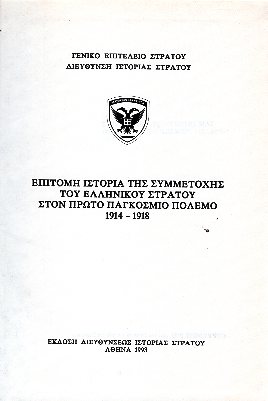 ΓΕΝΙΚΟ ΕΠΙΤΕΛΕΙΟ ΣΤΡΑΤΟΥ
ΔΙΕΥΘΥΝΣΗ ΙΣΤΟΡΙΑΣ ΣΤΡΑΤΟΥ
ΕΠΙΤΟΜΗ ΙΣΤΟΡΙΑ ΤΗΣ ΣΥΜΜΕΤΟΧΗΣ
ΤΟΥ ΕΛΛΗΝΙΚΟΥ ΣΤΡΑΤΟΥ
ΣΤΟΝ ΠΡΩΤΟ ΠΑΓΚΟΣΜΙΟ ΠΟΛΕΜΟ
1914 - 1918
ΕΚΔΟΣΗ ΔΙΕΥΘΥΝΣΕΩΣ ΙΣΤΟΡΙΑΣ ΣΤΡΑΤΟΥ
ΑΘΗΝΑ 1993